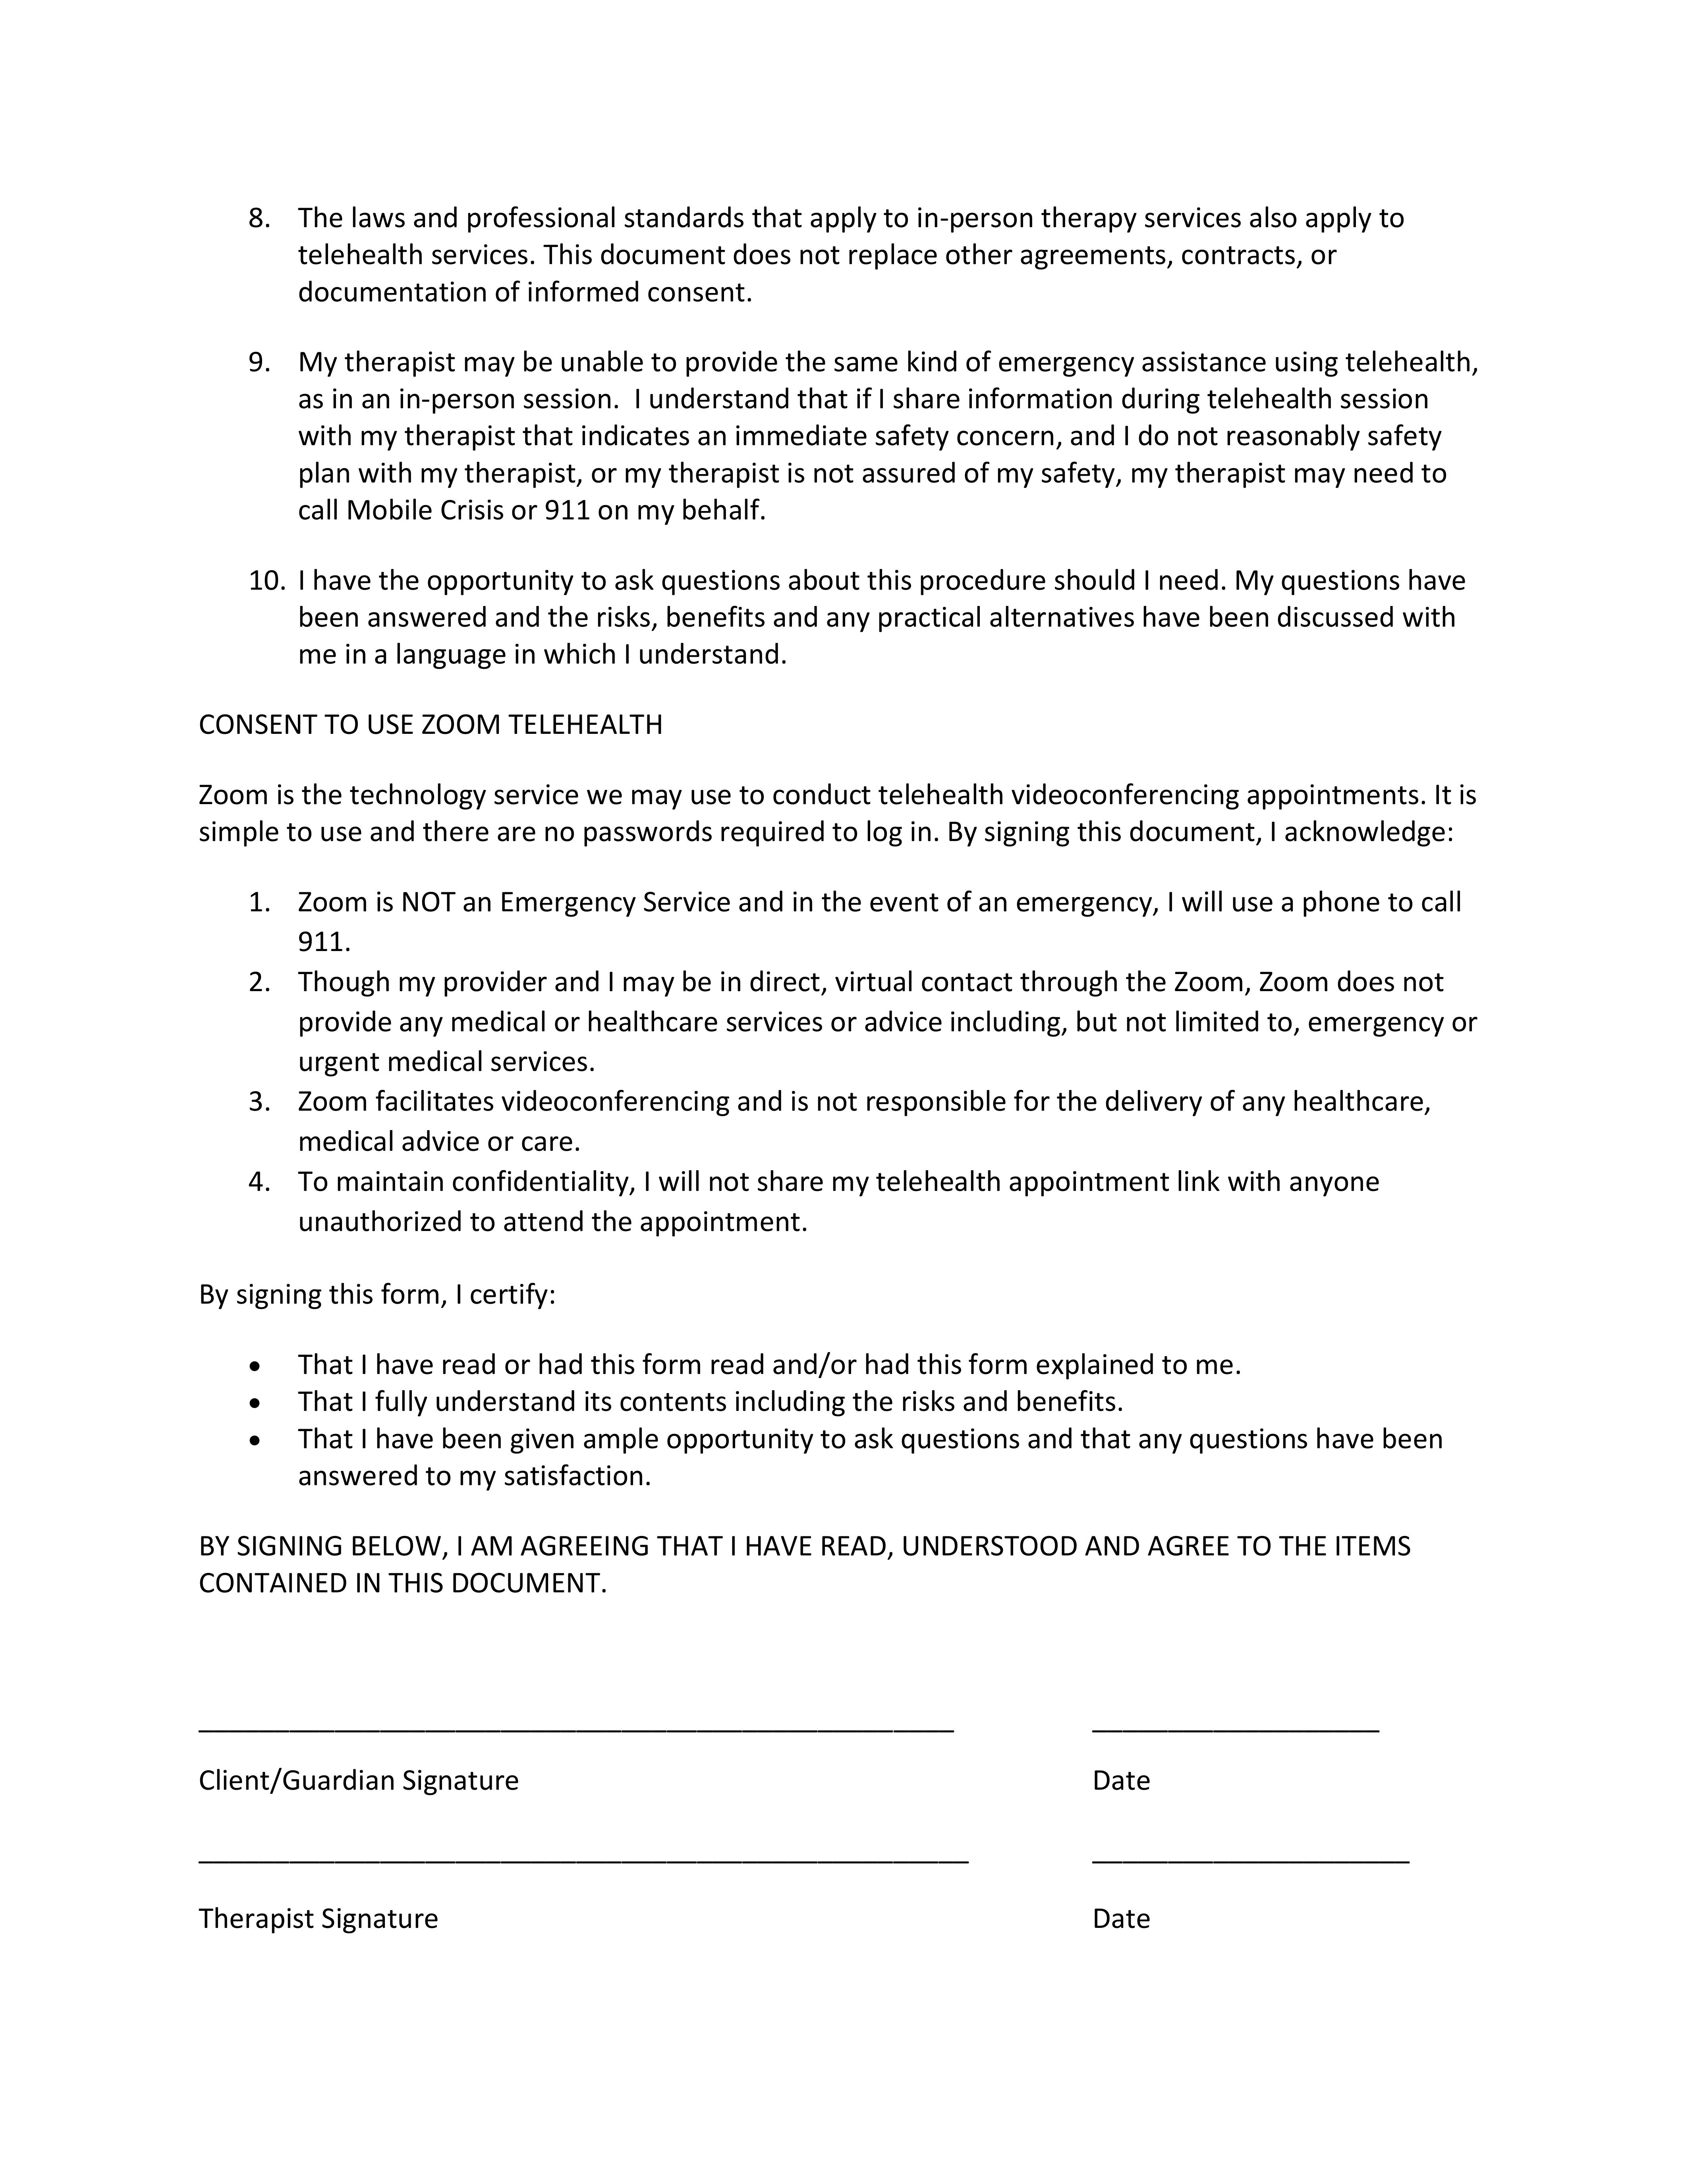 8. The laws and professional standards that apply to in-person therapy services also apply to
telehealth services. This document does not replace other agreements, contracts, or
documentation of informed consent.
9. My therapist may be unable to provide the same kind of emergency assistance using telehealth,
as in an in-person session.  I understand that if I share information during telehealth session
with my therapist that indicates an immediate safety concern, and I do not reasonably safety
plan with my therapist, or my therapist is not assured of my safety, my therapist may need to
call Mobile Crisis or 911 on my behalf.
10. I have the opportunity to ask questions about this procedure should I need. My questions have
been answered and the risks, benefits and any practical alternatives have been discussed with
me in a language in which I understand.
CONSENT TO USE ZOOM TELEHEALTH
Zoom is the technology service we may use to conduct telehealth videoconferencing appointments. It is
simple to use and there are no passwords required to log in. By signing this document, I acknowledge:
1. Zoom is NOT an Emergency Service and in the event of an emergency, I will use a phone to call
911.
2. Though my provider and I may be in direct, virtual contact through the Zoom, Zoom does not
provide any medical or healthcare services or advice including, but not limited to, emergency or
urgent medical services.
3. Zoom facilitates videoconferencing and is not responsible for the delivery of any healthcare,
medical advice or care.
4. To maintain confidentiality, I will not share my telehealth appointment link with anyone
unauthorized to attend the appointment.
By signing this form, I certify:
• That I have read or had this form read and/or had this form explained to me.
• That I fully understand its contents including the risks and benefits.
• That I have been given ample opportunity to ask questions and that any questions have been
answered to my satisfaction.
BY SIGNING BELOW, I AM AGREEING THAT I HAVE READ, UNDERSTOOD AND AGREE TO THE ITEMS
CONTAINED IN THIS DOCUMENT.
Client/Guardian Signature Date
Therapist Signature Date